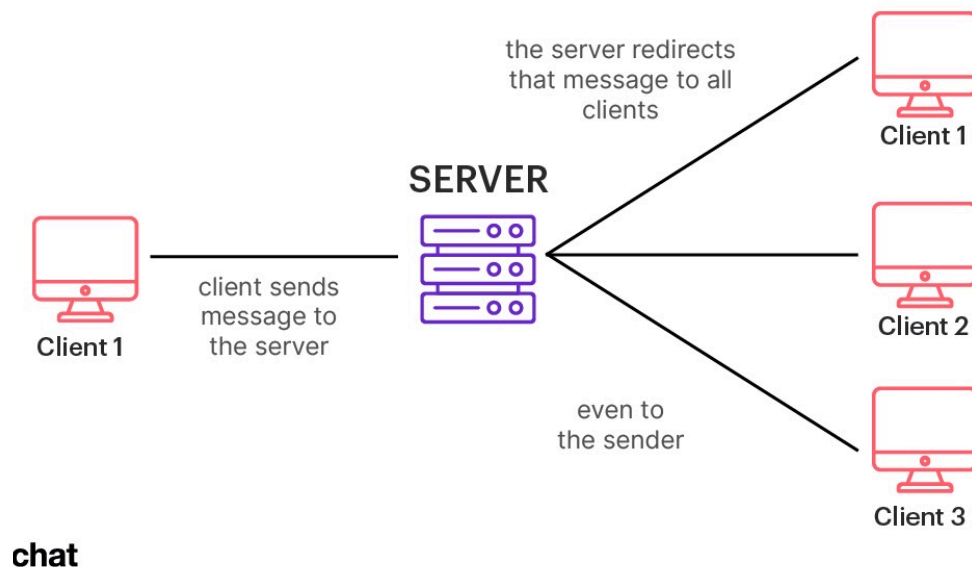 the server redirects
that message to all
clients
Client 1
SERVER
client sends
message to
the server
Client 1
Client 2
even to
the sender
Client 3
chat